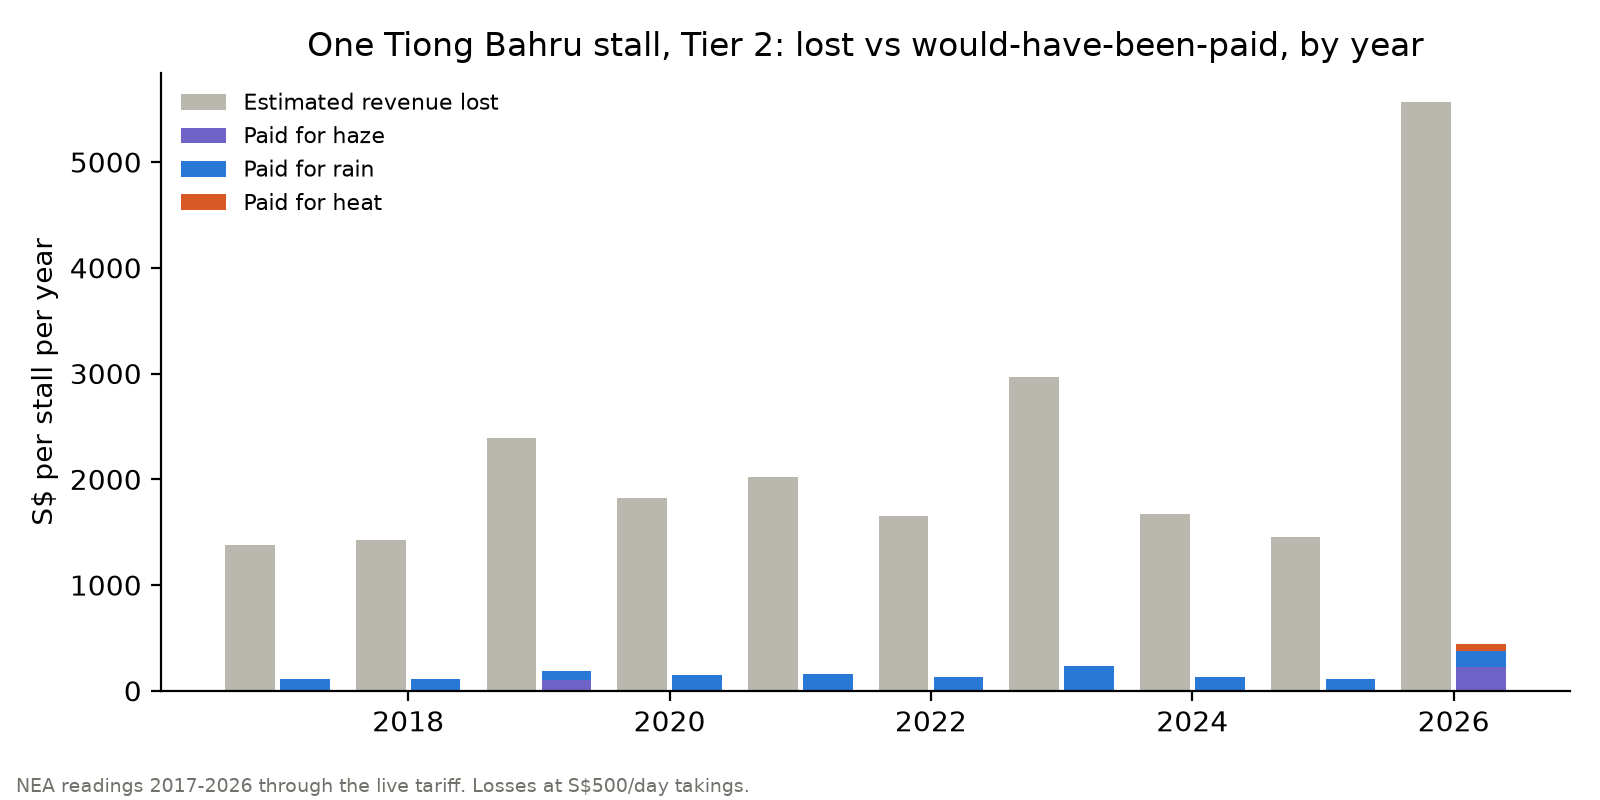 One Tiong Bahru stall, Tier 2: lost vs would-have-been-paid, by year
Estimated revenue lost
Paid for haze
Paid for rain
Paid for heat
S$ per stall per year
5000
4000
3000
2000
1000
0
2018
2020
2022
2024
2026
NEA readings 2017-2026 through the live tariff. Losses at S$500/day takings.